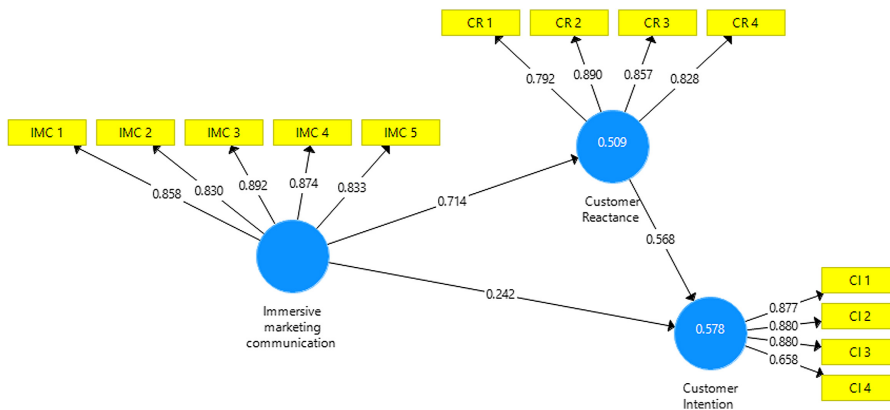 CR 1 CR 2 CR 3 CR 4
0.792 0.890 0.857 0.828
IMC 1 IMC 2 IMC 3 IMC 4 IMC 5
0.858 0.830 0.892 0.874 0.833
0.509
Customer
Reactance
0.714
0.568
Immersive
marketing
communication
0.242
CI 1
CI 2
CI 3
CI 4
0.877
0.880
0.880
0.658
0.578
Customer
Intention